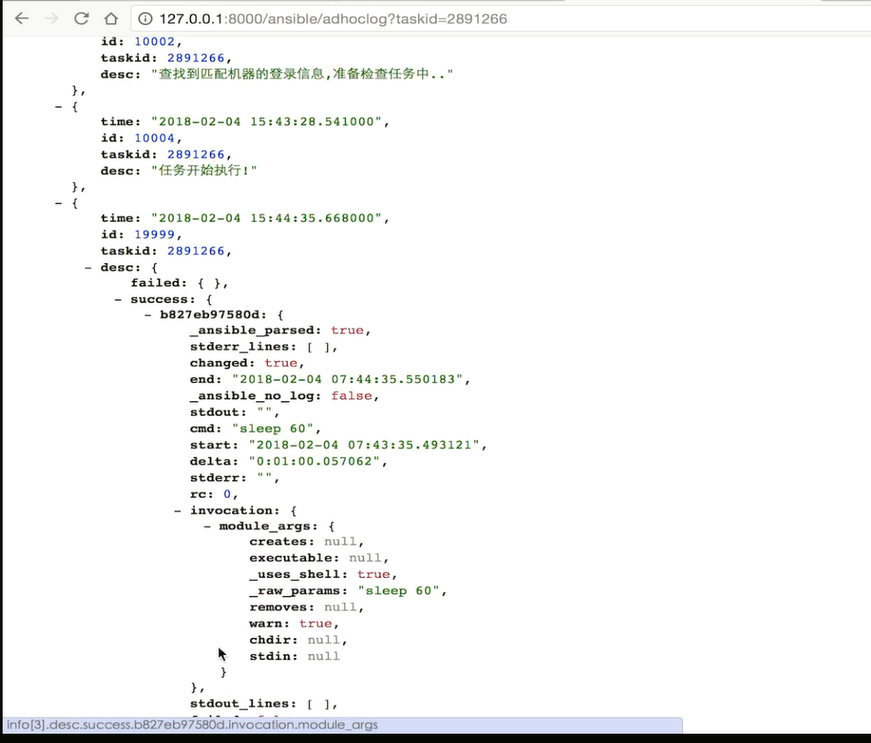 127.0.0.1:8000/ansible/adhoclog?taskid=2891266
id: 10002,
taskid: 2891266,
desc: "查找到匹配机器的登录信息,准备检查任务中.."
},
- {
time: "2018-02-04 15:43:28.541000",
id: 10004,
taskid: 2891266,
desc: "任务开始执行!"
},
- {
time: "2018-02-04 15:44:35.668000",
id: 19999,
taskid: 2891266,
- desc: {
failed: { },
- success: {
- b827eb97580d: {
_ansible_parsed: true,
stderr_lines: [ ],
changed: true,
end: "2018-02-04 07:44:35.550183",
_ansible_no_log: false,
stdout: "",
cmd: "sleep 60",
start: "2018-02-04 07:43:35.493121",
delta: "0:01:00.057062",
stderr: "",
rc: 0,
- invocation: {
- module_args: {
creates: null,
executable: null,
_uses_shell: true,
_raw_params: "sleep 60",
removes: null,
warn: true,
chdir: null,
stdin: null
}
},
stdout_lines: [ ],
info[3].desc.success.b827eb97580d.invocation.module_args